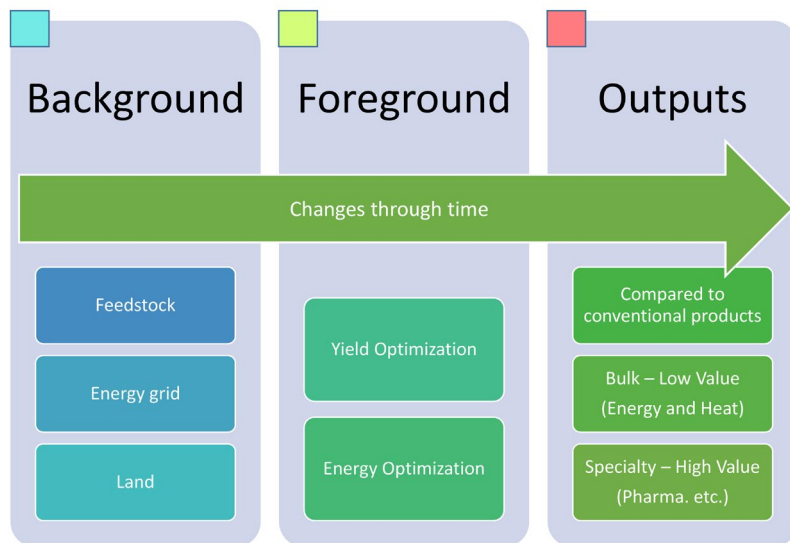 Background
Foreground
Outputs
Changes through time
Feedstock
Energy grid
Land
Yield Optimization
Energy Optimization
Compared to
conventional products
Bulk – Low Value
(Energy and Heat)
Specialty – High Value
(Pharma. etc.)